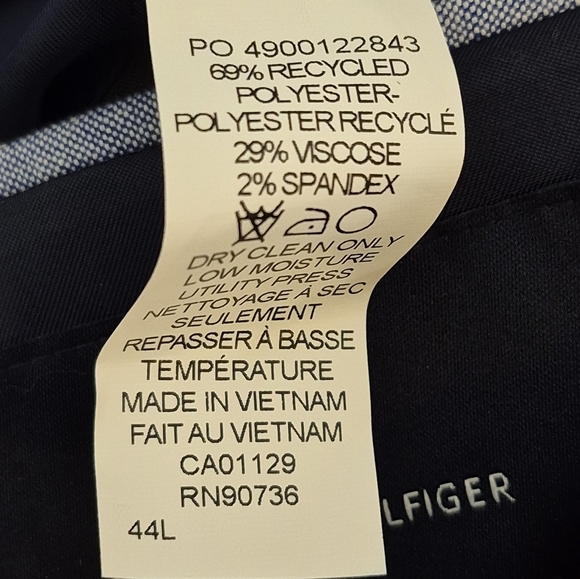 PO 4900122843
69% RECYCLED
POLYESTER-
POLYESTER RECYCLÉ
29% VISCOSE
2% SPANDEX
DRY CLEAN ONLY
LOW MOISTURE
UTILITY PRESS
NETTOYAGE À SEC
SEULEMENT
REPASSER À BASSE
TEMPÉRATURE
MADE IN VIETNAM
FAIT AU VIETNAM
CA01129
RN90736
44L
LFIGER